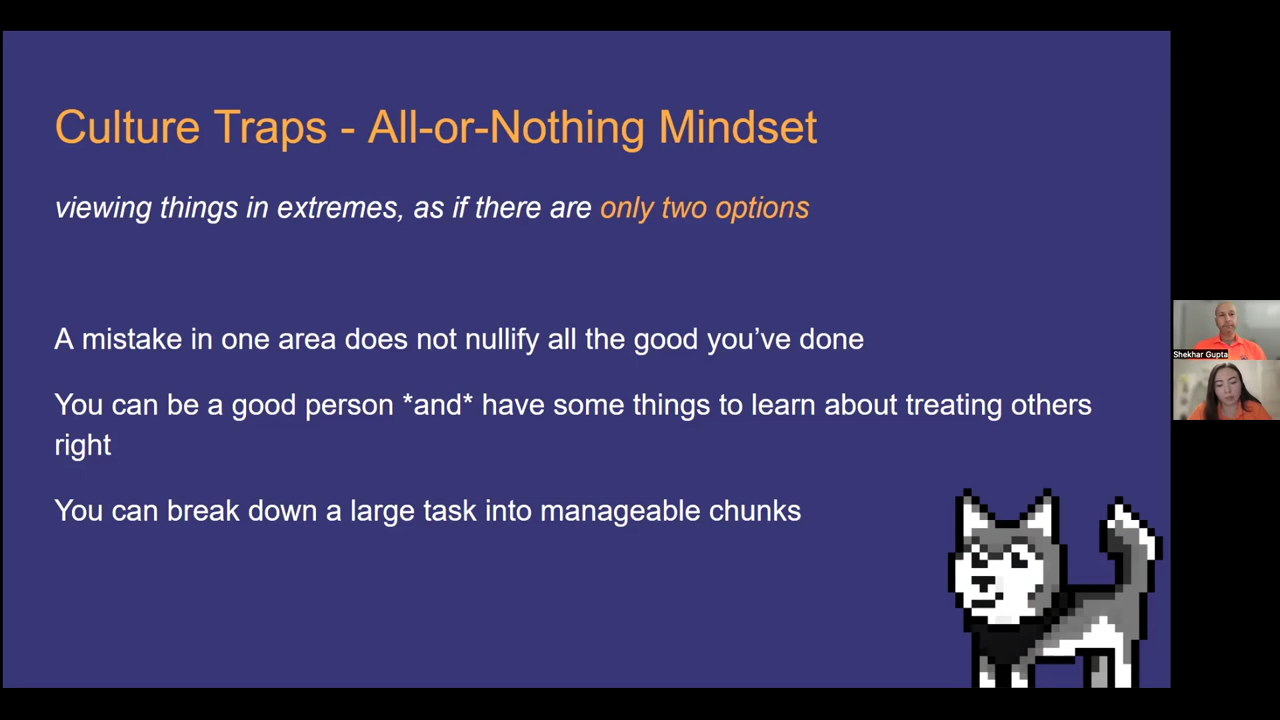 Culture Traps - All-or-Nothing Mindset
viewing things in extremes, as if there are only two options
A mistake in one area does not nullify all the good you’ve done
You can be a good person *and* have some things to learn about treating others
right
You can break down a large task into manageable chunks
Shekhar Gupta